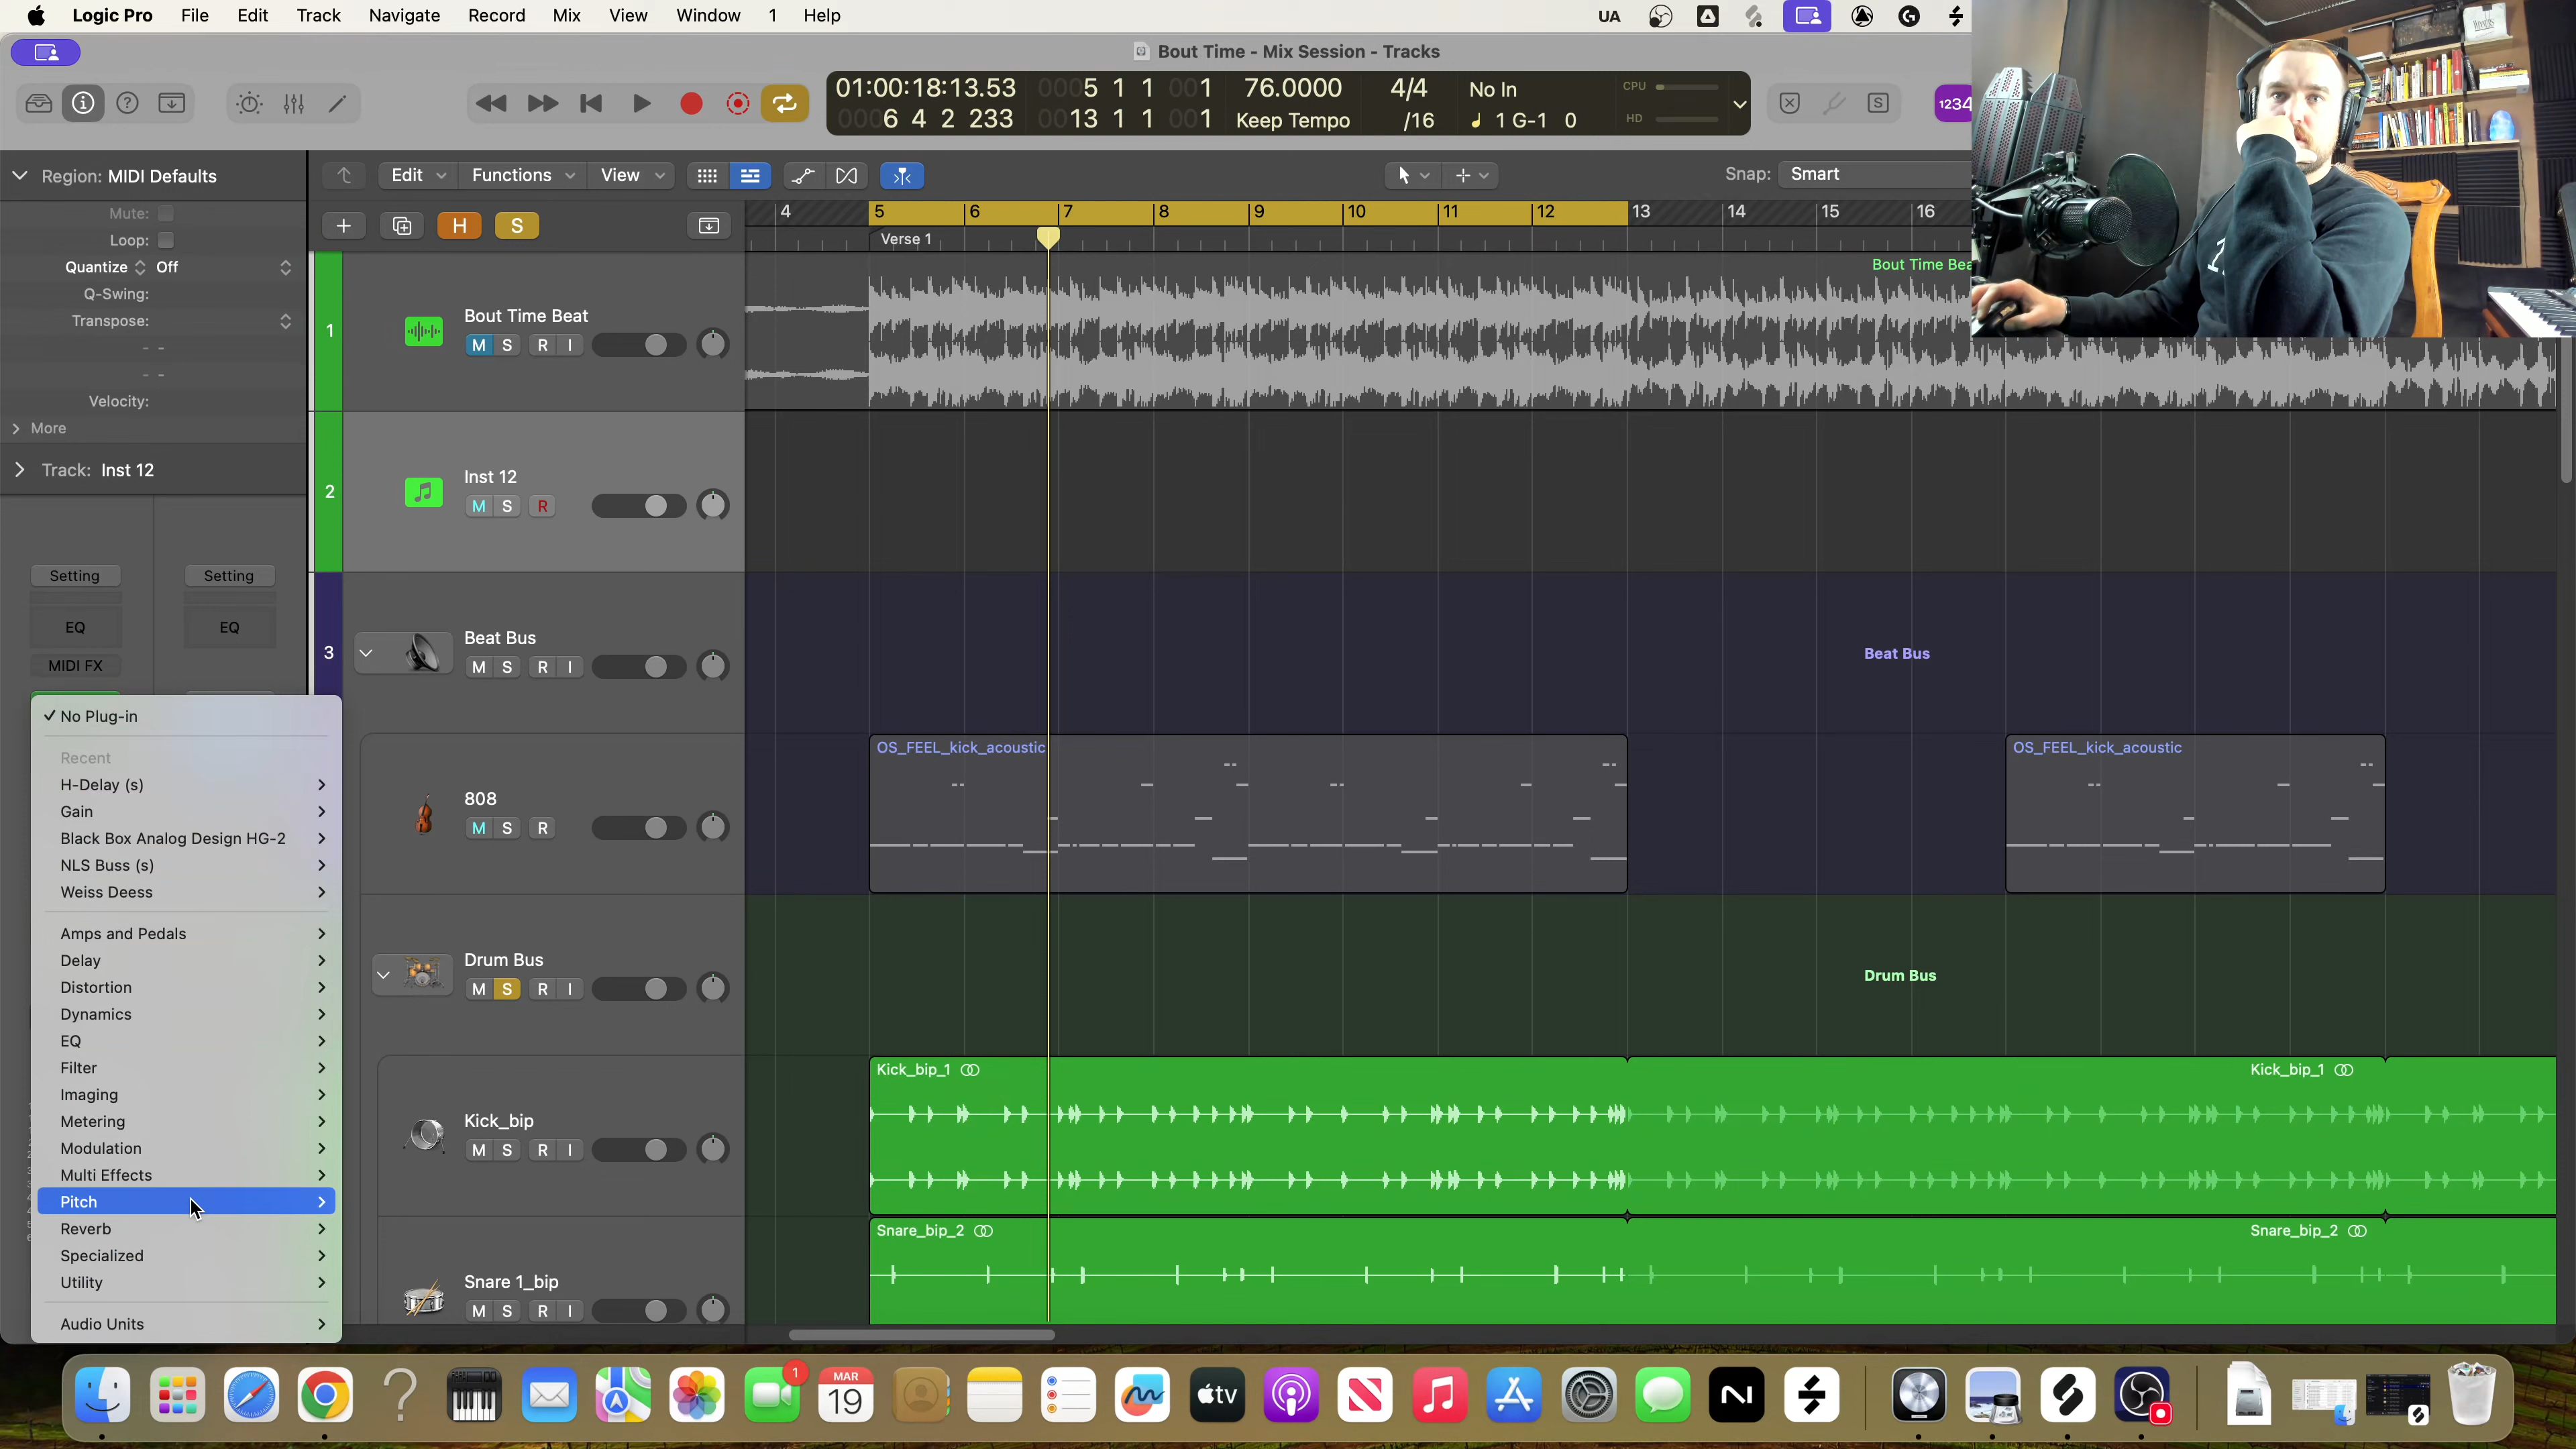 Logic Pro File Edit Track Navigate Record Mix View Window 1 Help
UA
Bout Time - Mix Session - Tracks
01:00:18:13.53 0005 1 1 001 76.0000 4/4 No In CPU
0006 4 2 233 0013 1 1 001 Keep Tempo /16 1 G-1 0 HD
1234
Region: MIDI Defaults
Edit Functions View
Snap: Smart
Mute:
Loop:
Quantize Off
Q-Swing:
Transpose:
Velocity:
More
Track: Inst 12
Setting Setting
EQ EQ
MIDI FX
H S
4 5 6 7 8 9 10 11 12 13 14 15 16
Verse 1
1 Bout Time Beat
M S R I
Bout Time Bea
2 Inst 12
M S R
3 Beat Bus
M S R I
Beat Bus
808
M S R
OS_FEEL_kick_acoustic
OS_FEEL_kick_acoustic
Drum Bus
M S R I
Drum Bus
Kick_bip
M S R I
Kick_bip_1 Kick_bip_1
Snare 1_bip
M S R I
Snare_bip_2 Snare_bip_2
No Plug-in
Recent
H-Delay (s)
Gain
Black Box Analog Design HG-2
NLS Buss (s)
Weiss Deess
Amps and Pedals
Delay
Distortion
Dynamics
EQ
Filter
Imaging
Metering
Modulation
Multi Effects
Pitch
Reverb
Specialized
Utility
Audio Units
1
MAR
19
tv